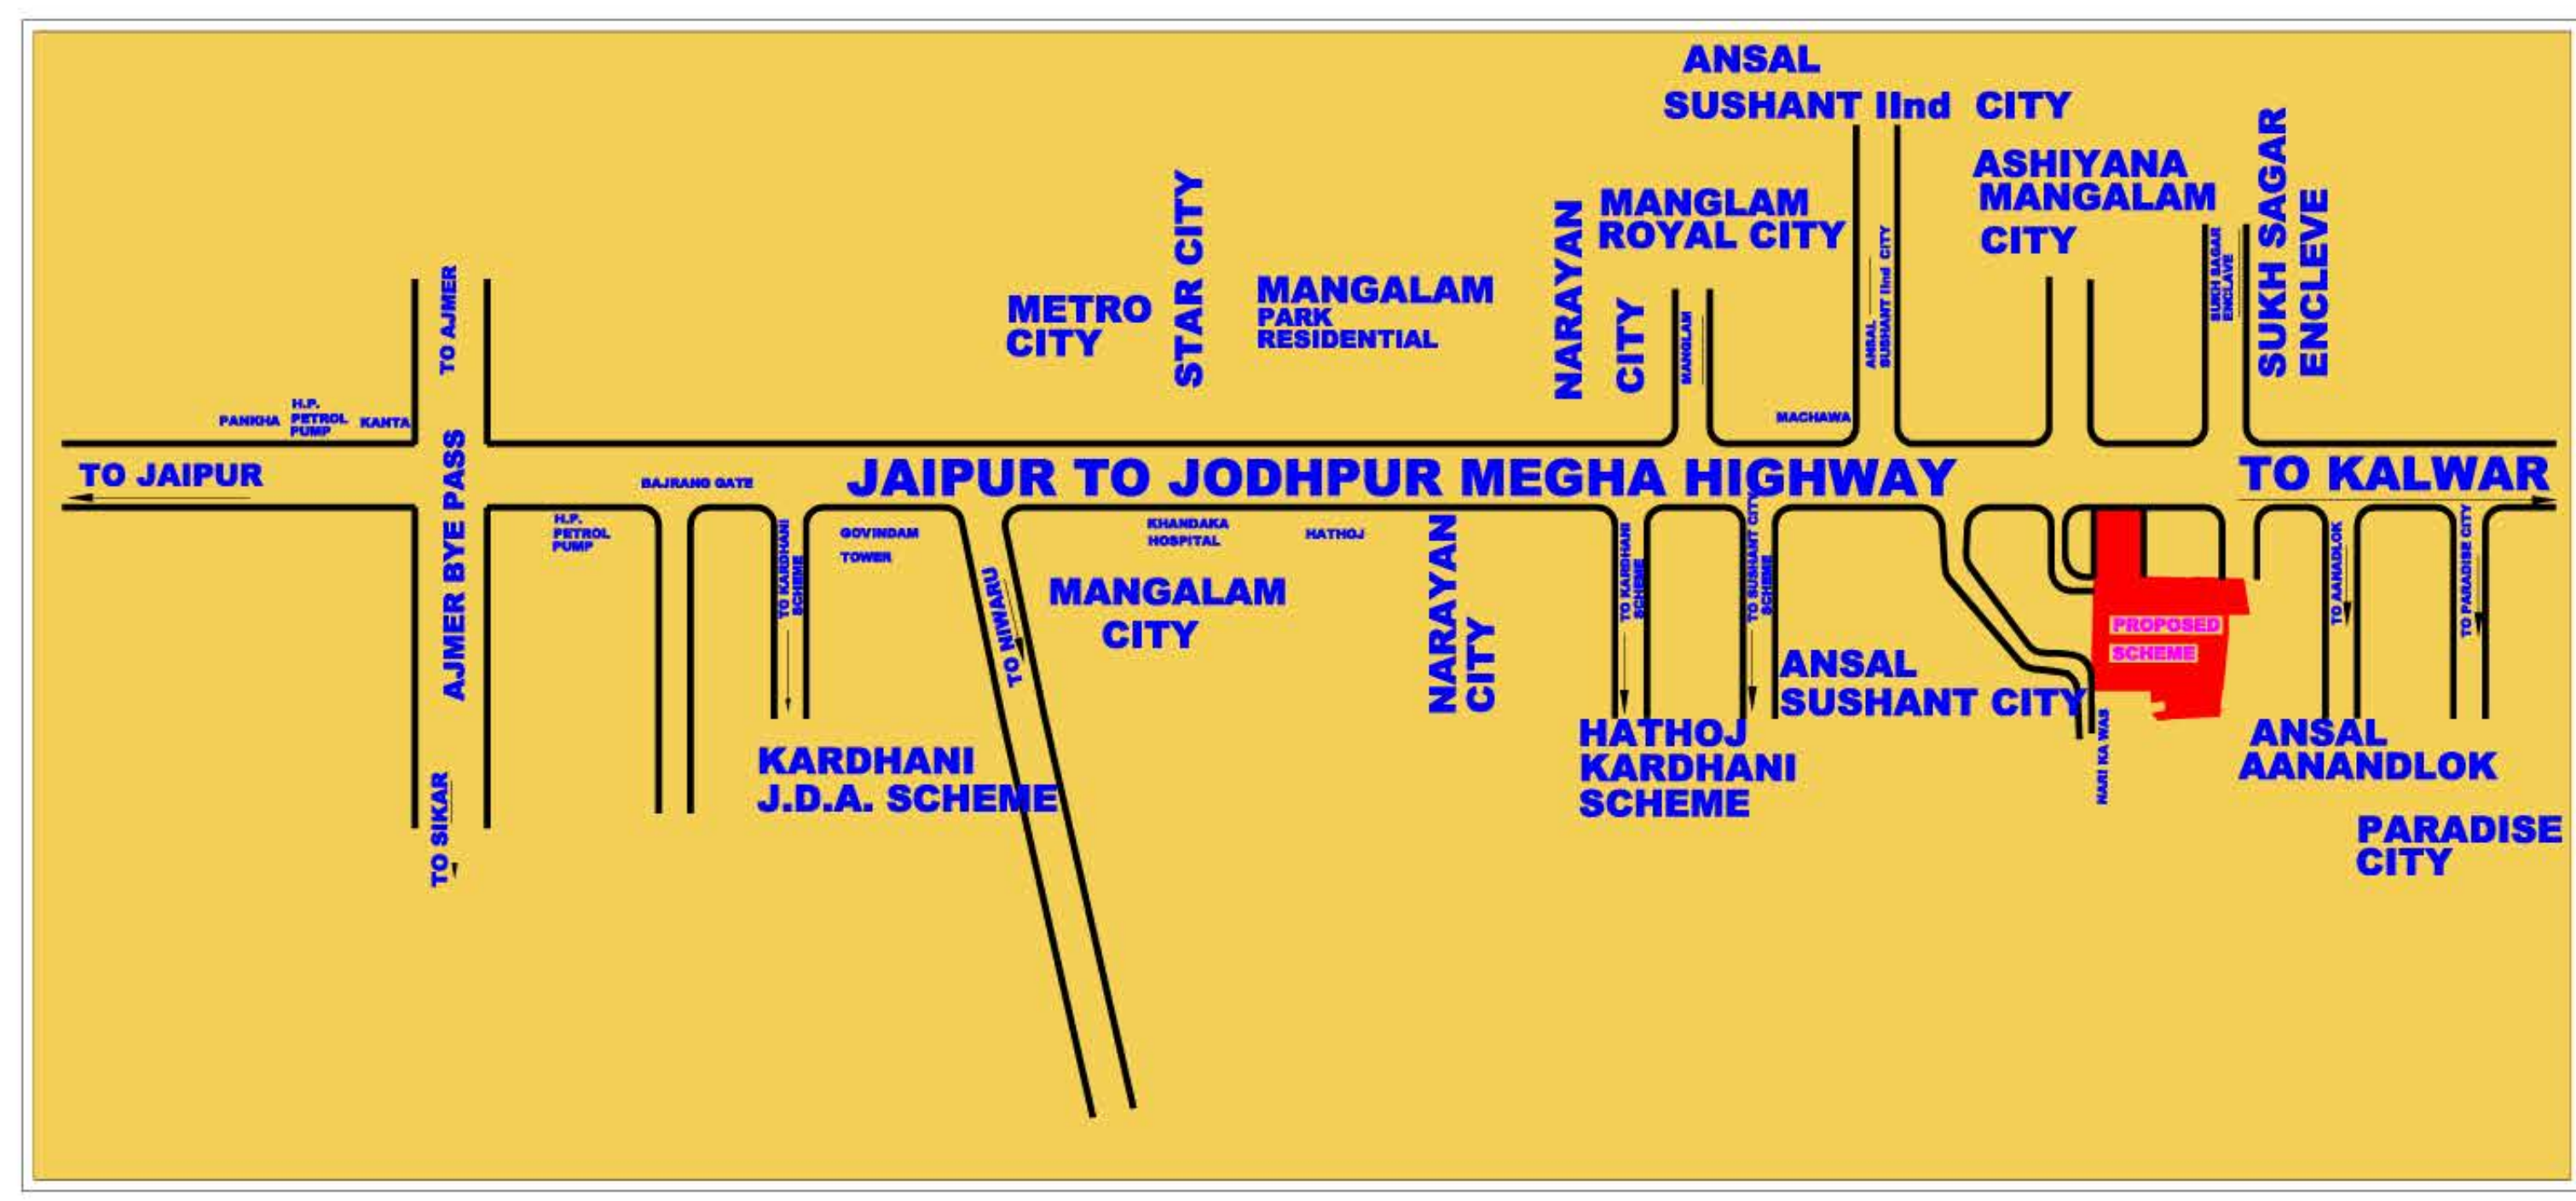 ANSAL
SUSHANT IInd CITY
ASHIYANA
MANGALAM
CITY
SUKH SAGAR
ENCLEVE
SUKH SAGAR
ENCLAVE
MANGLAM
ROYAL CITY
ANSAL
SUSHANT IInd CITY
STAR CITY
NARAYAN
CITY
MANGLAM
METRO
CITY
MANGALAM
PARK
RESIDENTIAL
TO AJMER
PANKHA
H.P.
PETROL
PUMP
KANTA
MACHAWA
TO JAIPUR
AJMER BYE PASS
BAJRANG GATE
JAIPUR TO JODHPUR MEGHA HIGHWAY
TO KALWAR
H.P.
PETROL
PUMP
TO KARDHANI
SCHEME
GOVINDAM
TOWER
TO NIWARU
KHANDAKA
HOSPITAL
HATHOJ
MANGALAM
CITY
NARAYAN
CITY
TO KARDHANI
SCHEME
TO SUSHANT CITY
SCHEME
ANSAL
SUSHANT CITY
PROPOSED
SCHEME
TO AANADLOK
TO PARADISE CITY
NARI KA WAS
KARDHANI
J.D.A. SCHEME
HATHOJ
KARDHANI
SCHEME
ANSAL
AANANDLOK
TO SIKAR
PARADISE
CITY